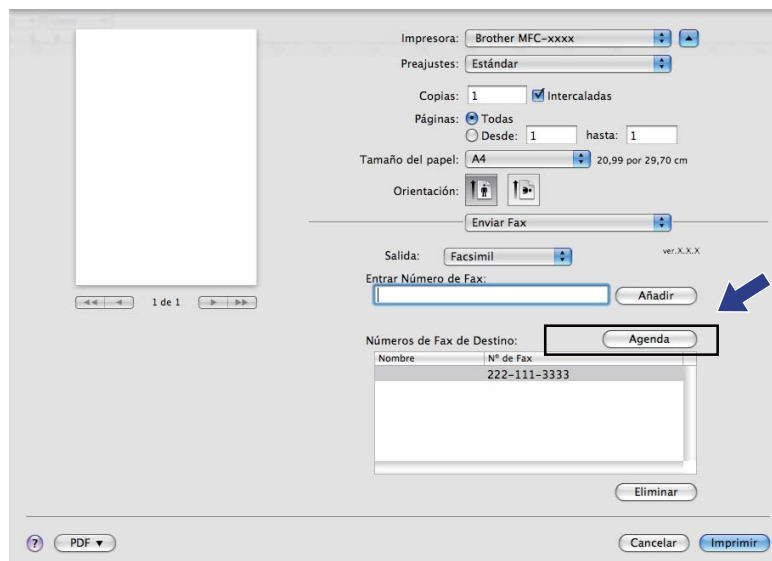 Impresora: Brother MFC-xxxx
Preajustes: Estándar
Copias: 1 Intercaladas
Páginas: Todas
Desde: 1 hasta: 1
Tamaño del papel: A4 20,99 por 29,70 cm
Orientación:
Enviar Fax
Salida: Facsimil ver.X.X.X
Entrar Número de Fax:
Añadir
1 de 1
Números de Fax de Destino: Agenda
Nombre Nº de Fax
222-111-3333
Eliminar
? PDF Cancelar Imprimir